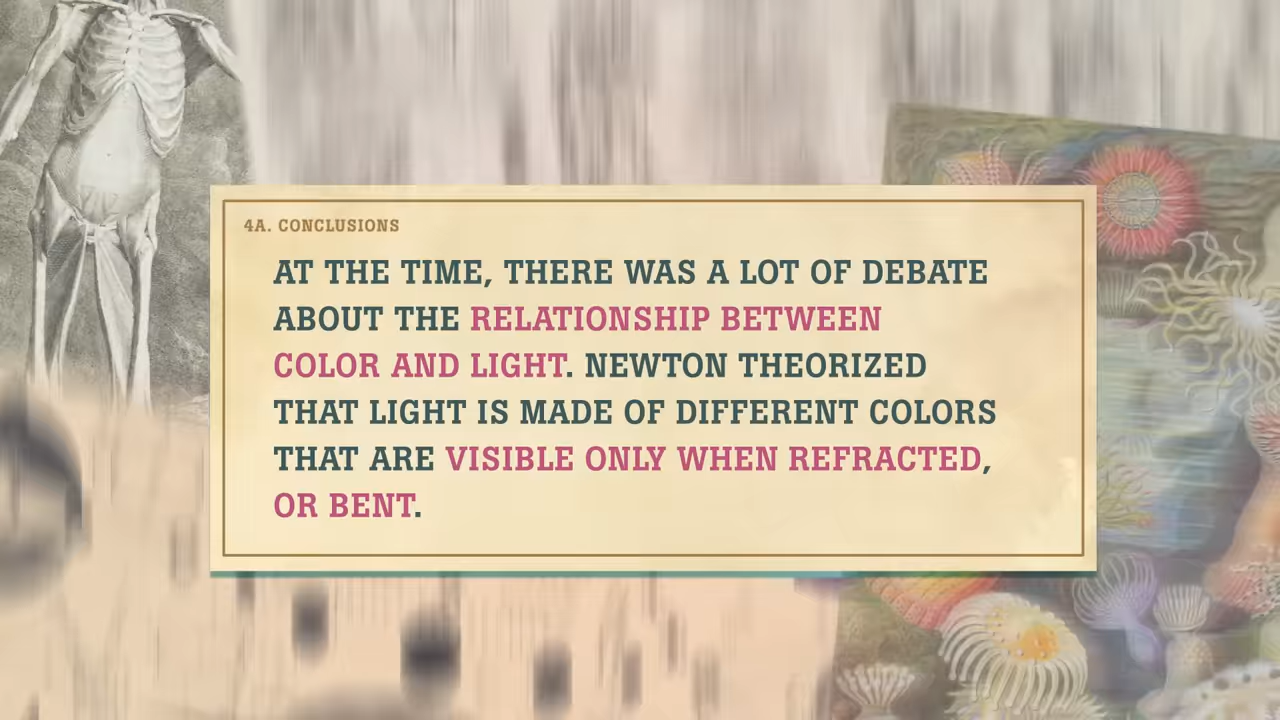 4A. CONCLUSIONS
AT THE TIME, THERE WAS A LOT OF DEBATE
ABOUT THE RELATIONSHIP BETWEEN
COLOR AND LIGHT. NEWTON THEORIZED
THAT LIGHT IS MADE OF DIFFERENT COLORS
THAT ARE VISIBLE ONLY WHEN REFRACTED,
OR BENT.